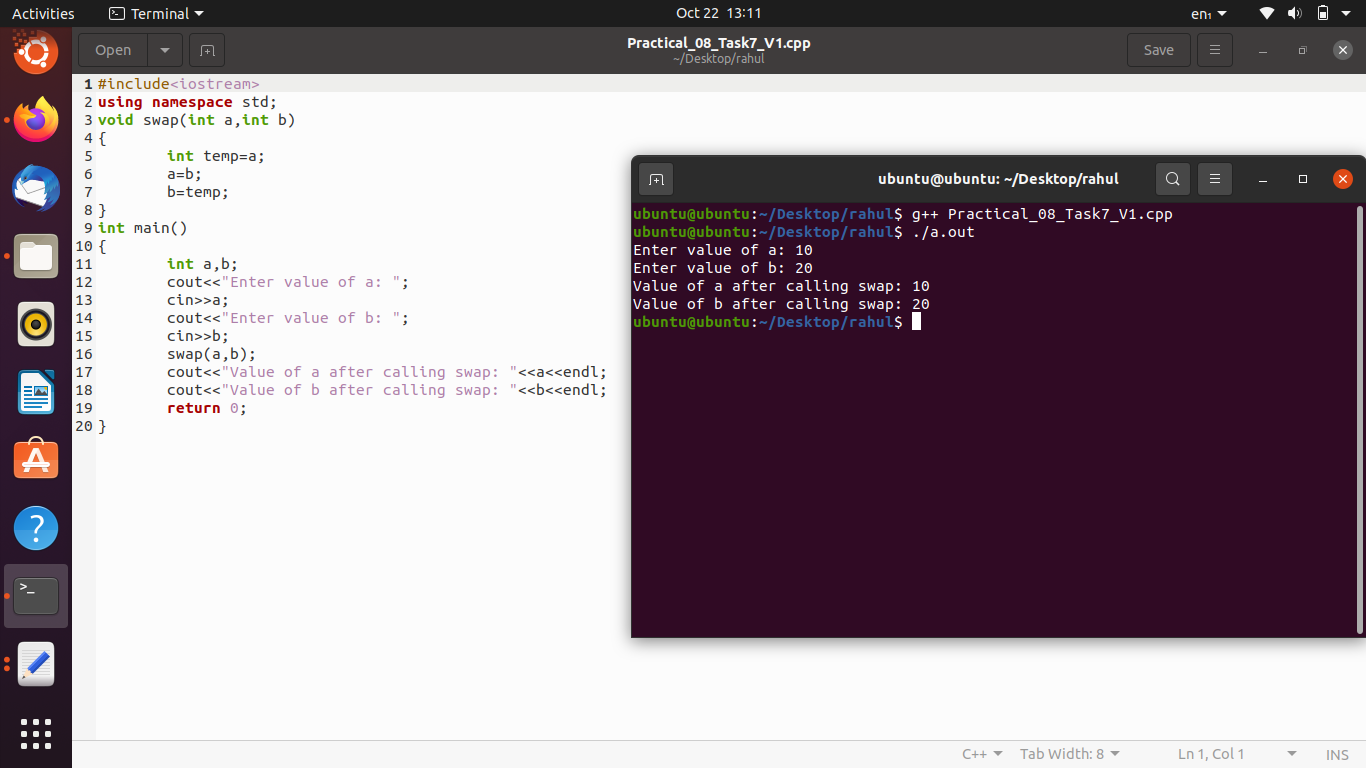 Activities Terminal Oct 22 13:11 en₁
Open Practical_08_Task7_V1.cpp Save
~/Desktop/rahul
1 #include<iostream>
2 using namespace std;
3 void swap(int a,int b)
4 {
5 int temp=a;
6 a=b;
7 b=temp;
8 }
9 int main()
10 {
11 int a,b;
12 cout<<"Enter value of a: ";
13 cin>>a;
14 cout<<"Enter value of b: ";
15 cin>>b;
16 swap(a,b);
17 cout<<"Value of a after calling swap: "<<a<<endl;
18 cout<<"Value of b after calling swap: "<<b<<endl;
19 return 0;
20 }
ubuntu@ubuntu: ~/Desktop/rahul
ubuntu@ubuntu:~/Desktop/rahul$ g++ Practical_08_Task7_V1.cpp
ubuntu@ubuntu:~/Desktop/rahul$ ./a.out
Enter value of a: 10
Enter value of b: 20
Value of a after calling swap: 10
Value of b after calling swap: 20
ubuntu@ubuntu:~/Desktop/rahul$
C++ Tab Width: 8 Ln 1, Col 1 INS